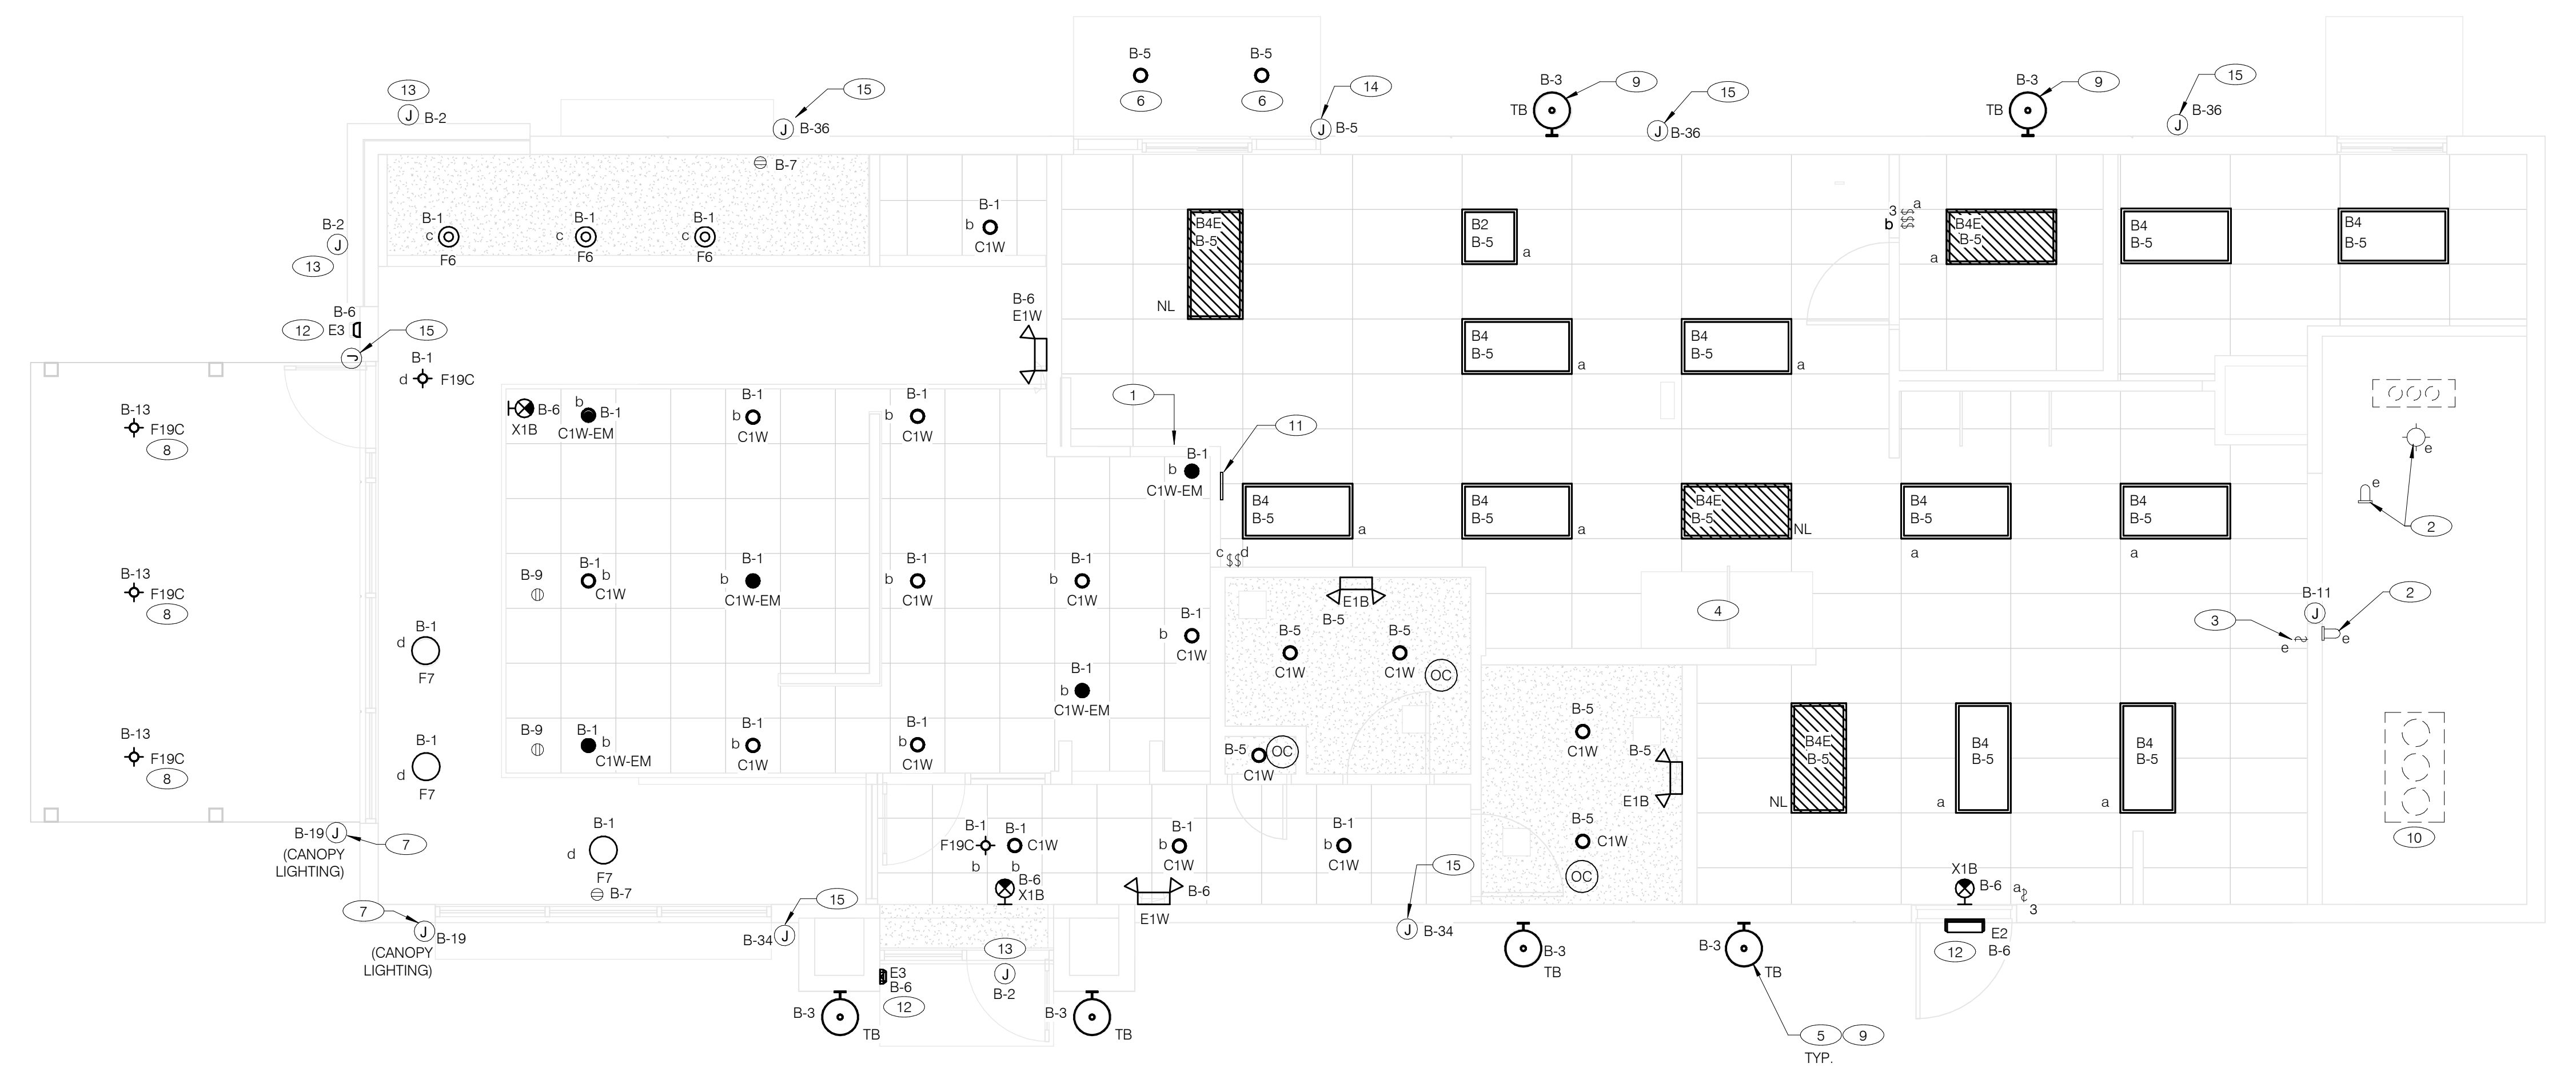 B-5
B-5
6
6
14
J B-5
13
J B-2
15
J B-36
B-3
TB
9
15
J B-36
B-3
TB
9
15
J B-36
B-2
J
13
B-7
B-1
c
F6
B-1
c
F6
B-1
c
F6
B-1
b
C1W
B4E
B-5
NL
B2
B-5
a
3
a
b
B4E
B-5
a
B4
B-5
B4
B-5
B-6
12 E3
15
J
B-1
d F19C
B-6
E1W
B4
B-5
a
B4
B-5
a
B-13
F19C
8
B-6
X1B
b
B-1
C1W-EM
B-1
b
C1W
B-1
b
C1W
1
B-1
b
C1W-EM
11
e
e
2
B4
B-5
a
B4
B-5
a
B4E
B-5
NL
B4
B-5
a
B4
B-5
a
c $$ d
B-13
F19C
8
B-9
B-1
b
C1W
B-1
b
C1W-EM
B-1
b
C1W
B-1
b
C1W
B-1
b
C1W
E1B
B-5
B-5
C1W
B-5
C1W
OC
4
B-11
J
2
3
e
e
B-1
d
F7
B-1
b
C1W-EM
B-13
F19C
8
B-1
d
F7
B-9
B-1
b
C1W-EM
B-1
b
C1W
B-1
b
C1W
B-5
C1W
OC
B-5
C1W
B-5
E1B
B4E
B-5
NL
B4
B-5
a
B4
B-5
a
10
B-19 J
(CANOPY
LIGHTING)
7
B-1
d
F7
B-7
B-1
F19C
b
B-1
C1W
b
B-1
b
C1W
B-1
b
C1W
B-5
C1W
OC
B-6
X1B
B-6
E1W
15
J B-34
X1B
B-6
a
3
7
J
B-19
(CANOPY
LIGHTING)
15
B-34 J
13
J
B-2
E3
B-6
12
B-3
TB
B-3
TB
B-3
TB
B-3
TB
E2
B-6
12
5 9
TYP.